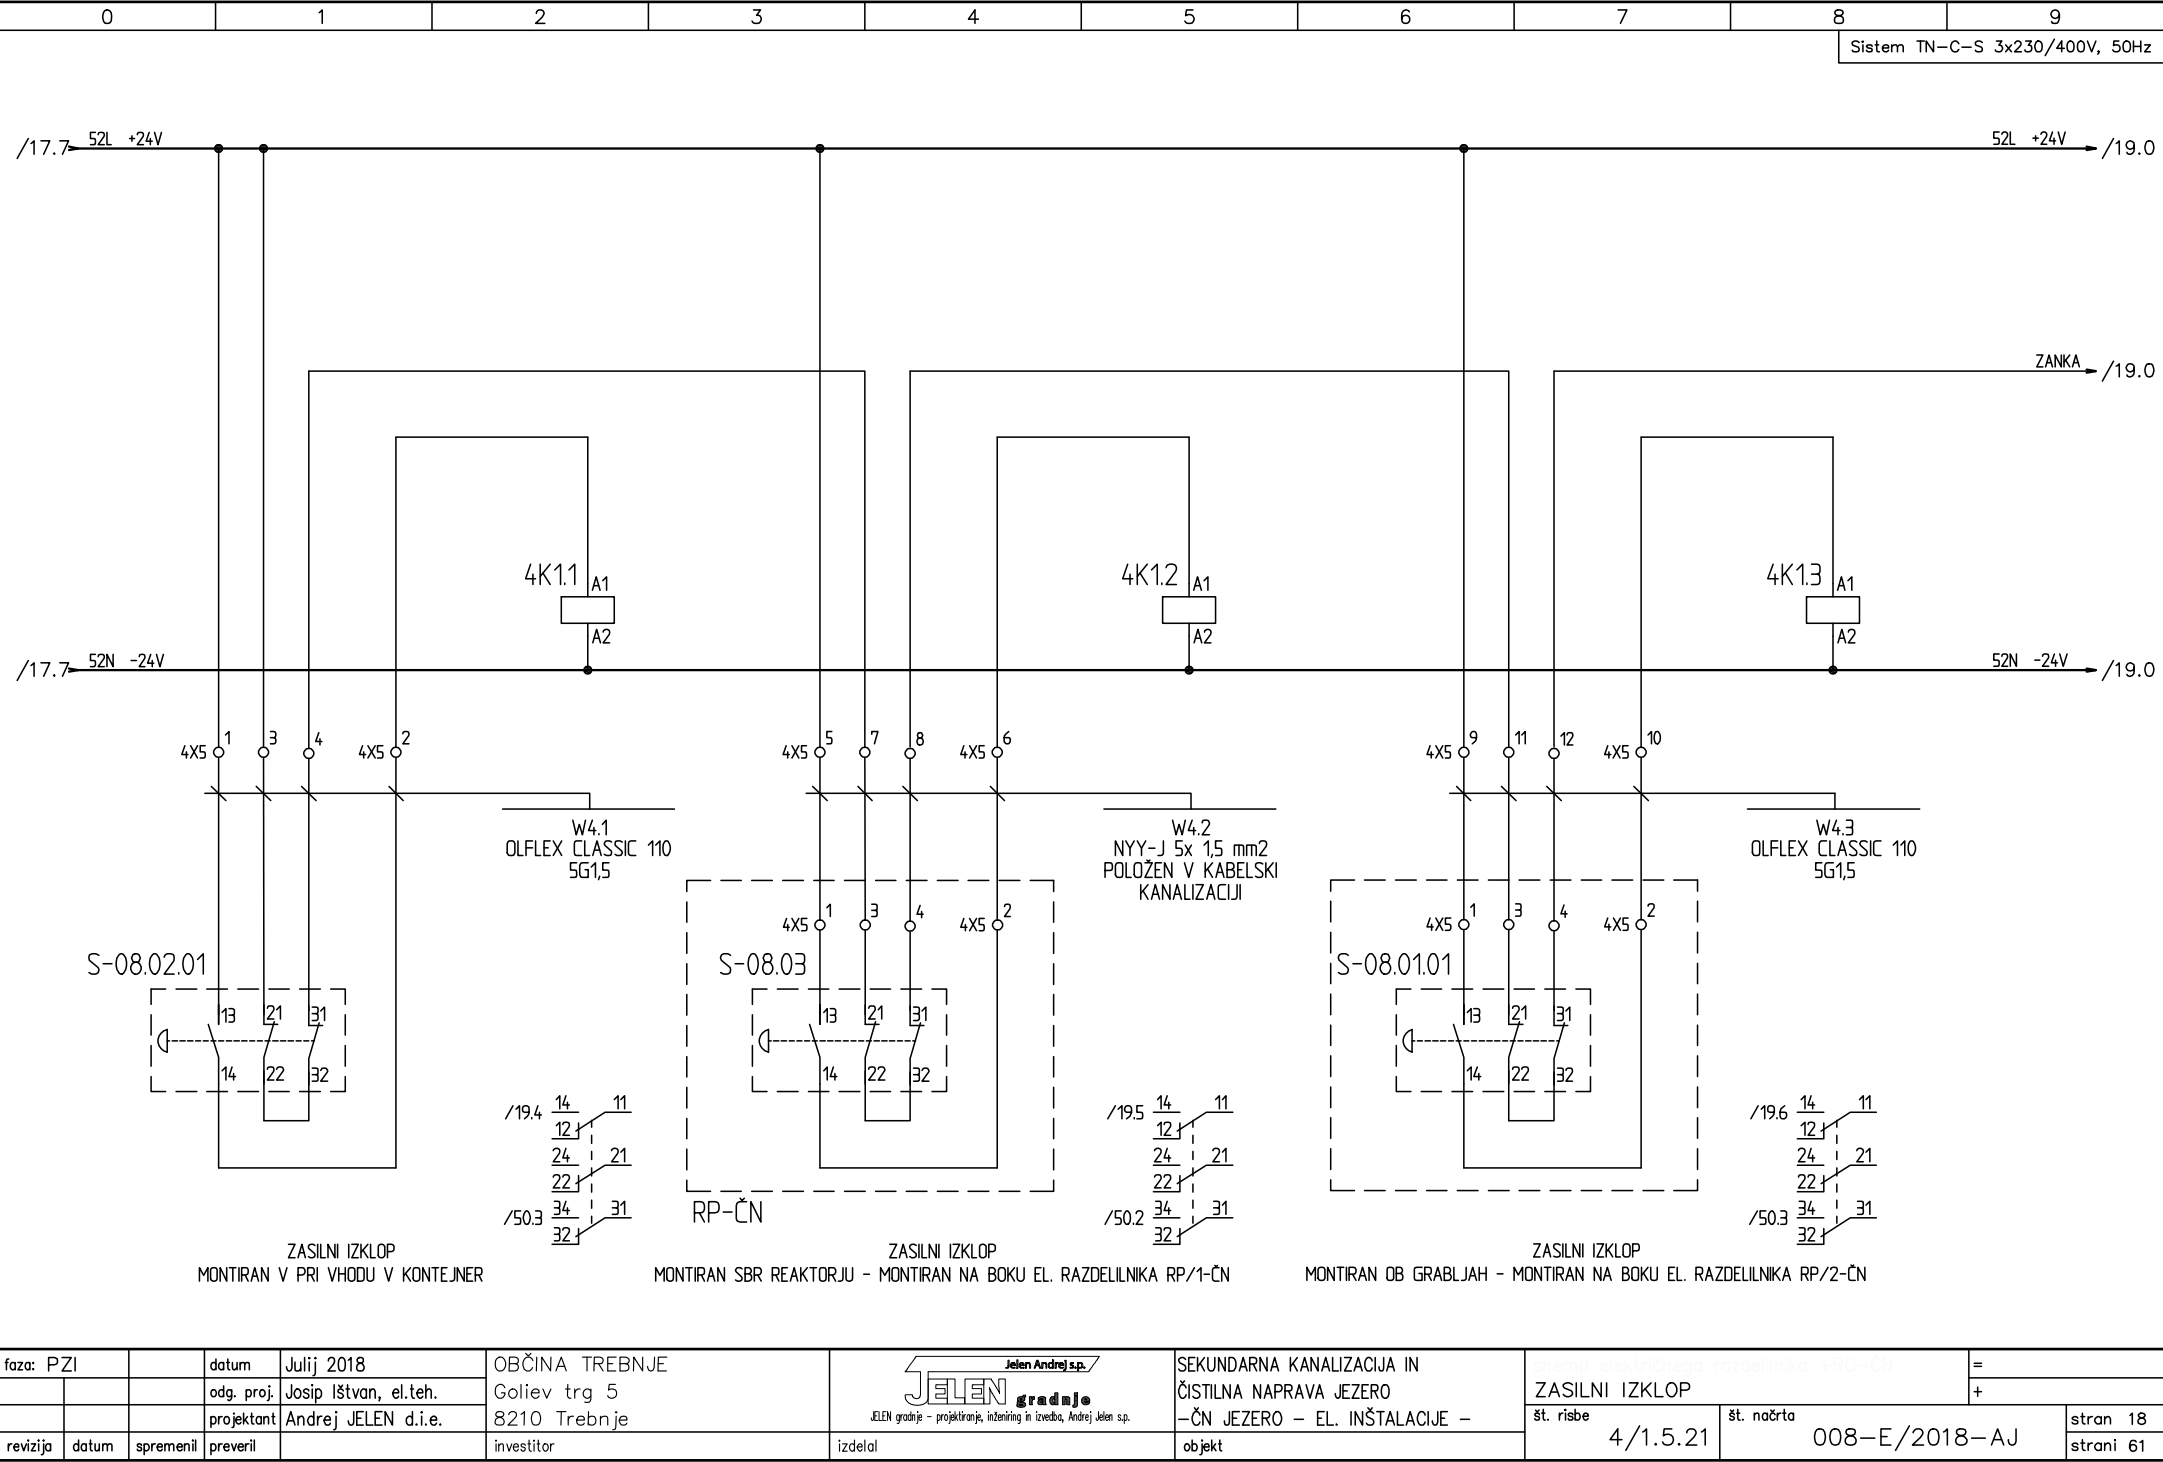 0 1 2 3 4 5 6 7 8 9
Sistem TN-C-S 3x230/400V, 50Hz
/17.7 52L +24V 52L +24V /19.0
ZANKA /19.0
4K1.1 A1 4K1.2 A1 4K1.3 A1
A2 A2 A2
/17.7 52N -24V 52N -24V /19.0
4X5 1 3 4 4X5 2 4X5 5 7 8 4X5 6 4X5 9 11 12 4X5 10
W4.1
OLFLEX CLASSIC 110
5G1,5
W4.2
NYY-J 5x 1,5 mm2
POLOŽEN V KABELSKI
KANALIZACIJI
W4.3
OLFLEX CLASSIC 110
5G1,5
4X5 1 3 4 4X5 2 4X5 1 3 4 4X5 2
S-08.02.01 S-08.03 S-08.01.01
13 21 31 13 21 31 13 21 31
14 22 32 14 22 32 14 22 32
/19.4 14 11 /19.5 14 11 /19.6 14 11
12 12 12
24 21 24 21 24 21
22 22 22
/50.3 34 31 /50.2 34 31 /50.3 34 31
32 32 32
RP-ČN
ZASILNI IZKLOP
MONTIRAN V PRI VHODU V KONTEJNER
ZASILNI IZKLOP
MONTIRAN SBR REAKTORJU - MONTIRAN NA BOKU EL. RAZDELILNIKA RP/1-ČN
ZASILNI IZKLOP
MONTIRAN OB GRABLJAH - MONTIRAN NA BOKU EL. RAZDELILNIKA RP/2-ČN
faza: PZI
datum Julij 2018
odg. proj. Josip Ištvan, el.teh.
projektant Andrej JELEN d.i.e.
revizija datum spremenil preveril
OBČINA TREBNJE
Goliev trg 5
8210 Trebnje
investitor
Jelen Andrej s.p.
JELEN gradnje
JELEN gradnje - projektiranje, inženiring in izvedba, Andrej Jelen s.p.
izdelal
SEKUNDARNA KANALIZACIJA IN
ČISTILNA NAPRAVA JEZERO
-ČN JEZERO - EL. INŠTALACIJE -
objekt
ZASILNI IZKLOP
=
+
št. risbe
4/1.5.21
št. načrta
008-E/2018-AJ
stran 18
strani 61